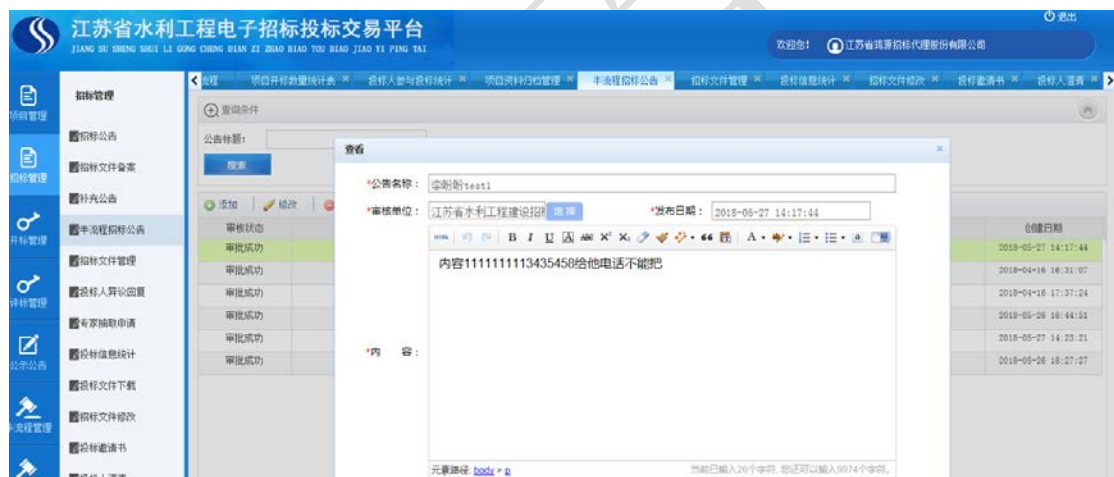 江苏省水利工程电子招标投标交易平台
退出
JIANG SU SHENG SHUI LI GONG CHENG DIAN ZI ZHAO BIAO TOU BIAO JIAO YI PING TAI
欢迎您!
江苏省鸿源招标代理股份有限公司
流程
项目开标数量统计表 ×
投标人参与投标统计 ×
项目资料归档管理 ×
半流程招标公告 ×
招标文件管理 ×
投标信息统计 ×
招标文件修改 ×
投标邀请书 ×
投标人澄清 ×
项目管理
招标管理
开标管理
评标管理
公示公告
半流程管理
招标管理
招标公告
招标文件备案
补充公告
半流程招标公告
招标文件管理
投标人异议回复
专家抽取申请
投标信息统计
投标文件下载
招标文件修改
投标邀请书
查询条件
公告标题:
搜索
添加
修改
审核状态
审批成功
审批成功
审批成功
审批成功
审批成功
审批成功
创建日期
2018-05-27 14:17:44
2018-04-16 16:31:07
2018-04-16 17:37:24
2018-05-26 16:44:51
2018-05-27 14:23:21
2018-05-26 18:27:27
查看
*公告名称: 李盼盼test1
*审核单位: 江苏省水利工程建设招标 选择
*发布日期: 2018-05-27 14:17:44
HTML B I U A ABC X² X₂ 66 A
*内 容:
内容1111111113435458给他电话不能把
元素路径: body > p
当前已输入26个字符, 您还可以输入9974个字符。